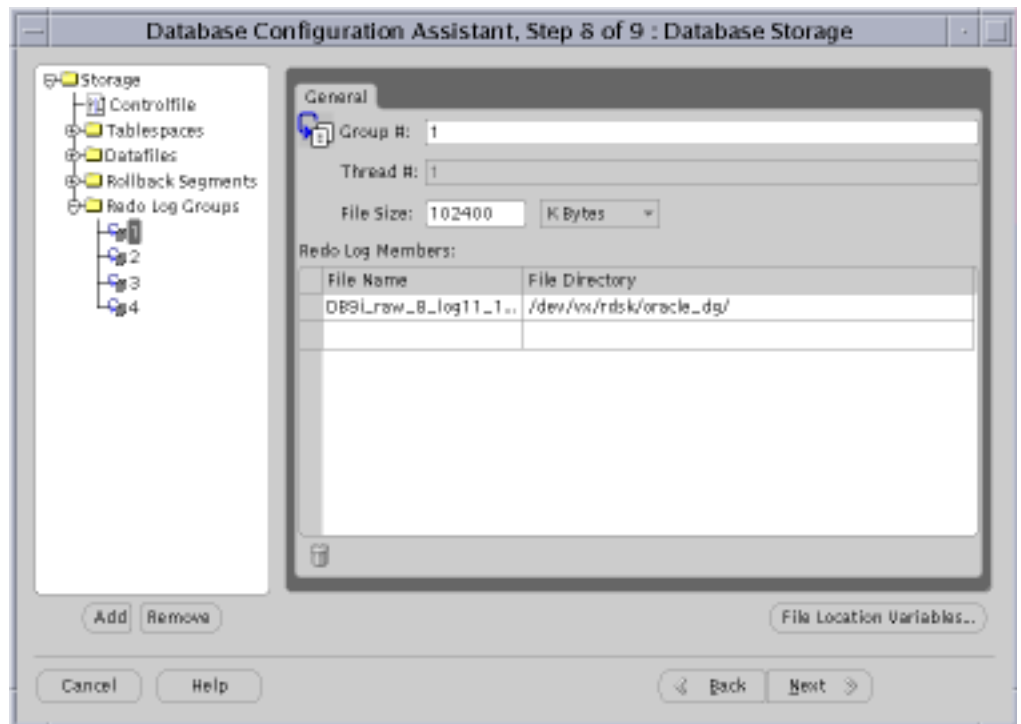 Database Configuration Assistant, Step 8 of 9 : Database Storage
Storage
Controlfile
Tablespaces
Datafiles
Rollback Segments
Redo Log Groups
1
2
3
4
General
Group #: 1
Thread #: 1
File Size: 102400 K Bytes
Redo Log Members:
File Name File Directory
DB9i_raw_8_log11_1... /dev/vx/rdsk/oracle_dg/
Add Remove
File Location Variables...
Cancel Help Back Next